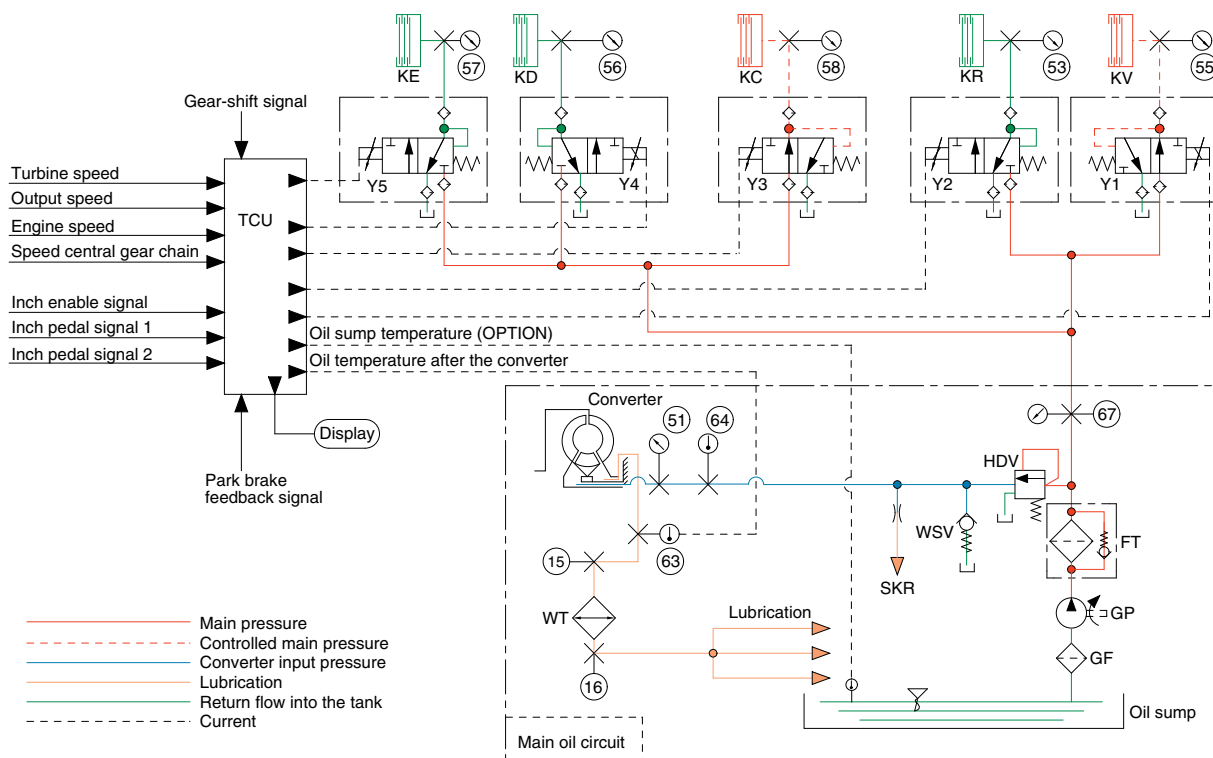 KE
57
KD
56
KC
58
KR
53
KV
55
Gear-shift signal
Y5
Y4
Y3
Y2
Y1
Turbine speed
Output speed
Engine speed
Speed central gear chain
TCU
Inch enable signal
Inch pedal signal 1
Inch pedal signal 2
Oil sump temperature (OPTION)
Oil temperature after the converter
Display
Park brake
feedback signal
Converter
51
64
67
HDV
WSV
FT
SKR
15
63
WT
16
Lubrication
GP
GF
Oil sump
Main pressure
Controlled main pressure
Converter input pressure
Lubrication
Return flow into the tank
Current
Main oil circuit